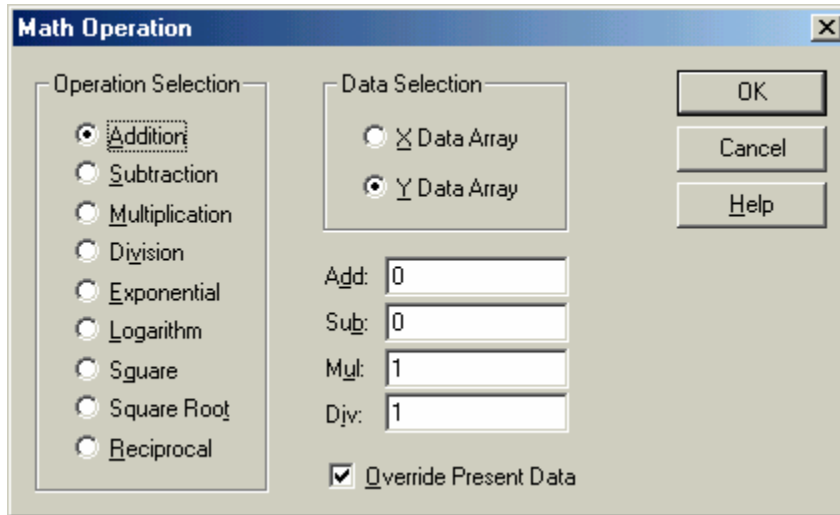 Math Operation
Operation Selection
Addition
Subtraction
Multiplication
Division
Exponential
Logarithm
Square
Square Root
Reciprocal
Data Selection
X Data Array
Y Data Array
Add: 0
Sub: 0
Mul: 1
Div: 1
Override Present Data
OK
Cancel
Help